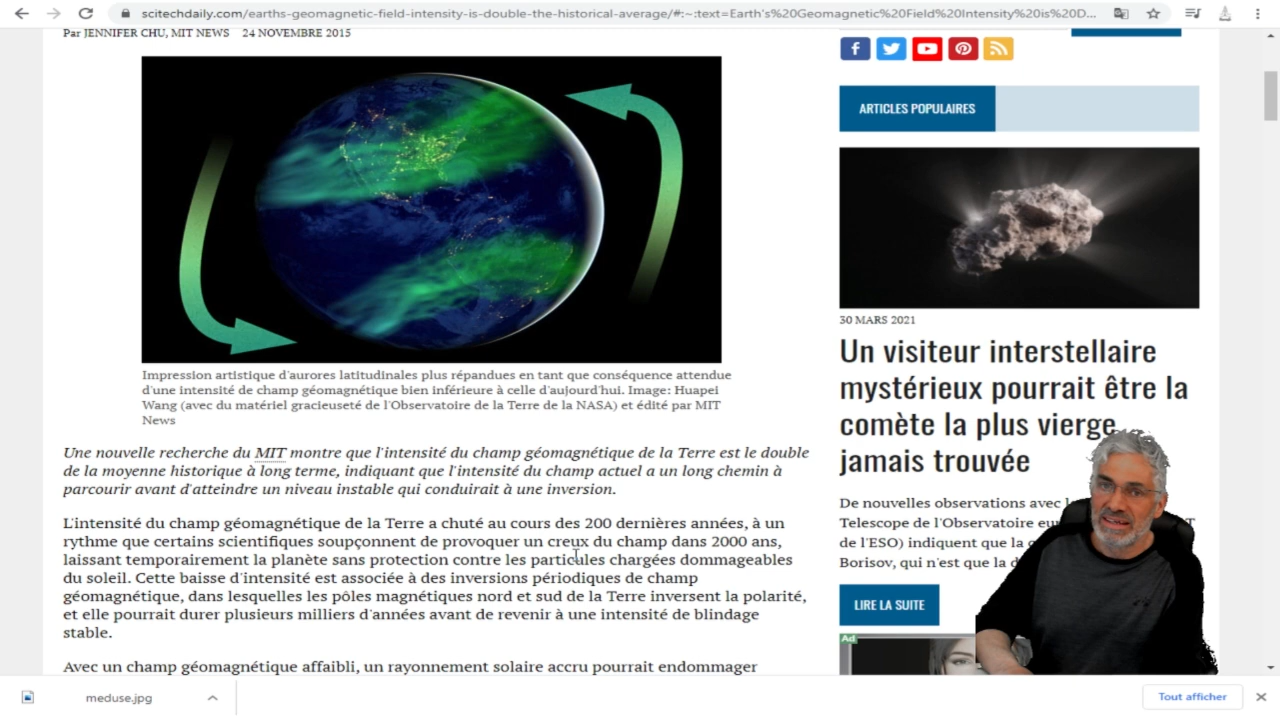 scitechdaily.com/earths-geomagnetic-field-intensity-is-double-the-historical-average/#:~:text=Earth's%20Geomagnetic%20Field%20Intensity%20is%20D...
Par JENNIFER CHU, MIT NEWS 24 NOVEMBRE 2015
Impression artistique d'aurores latitudinales plus répandues en tant que conséquence attendue
d'une intensité de champ géomagnétique bien inférieure à celle d'aujourd'hui. Image: Huapei
Wang (avec du matériel gracieuseté de l'Observatoire de la Terre de la NASA) et édité par MIT
News
Une nouvelle recherche du MIT montre que l'intensité du champ géomagnétique de la Terre est le double
de la moyenne historique à long terme, indiquant que l'intensité du champ actuel a un long chemin à
parcourir avant d'atteindre un niveau instable qui conduirait à une inversion.
L'intensité du champ géomagnétique de la Terre a chuté au cours des 200 dernières années, à un
rythme que certains scientifiques soupçonnent de provoquer un creux du champ dans 2000 ans,
laissant temporairement la planète sans protection contre les particules chargées dommageables
du soleil. Cette baisse d'intensité est associée à des inversions périodiques de champ
géomagnétique, dans lesquelles les pôles magnétiques nord et sud de la Terre inversent la polarité,
et elle pourrait durer plusieurs milliers d'années avant de revenir à une intensité de blindage
stable.
Avec un champ géomagnétique affaibli, un rayonnement solaire accru pourrait endommager
ARTICLES POPULAIRES
30 MARS 2021
Un visiteur interstellaire
mystérieux pourrait être la
comète la plus vierge
jamais trouvée
De nouvelles observations avec
Telescope de l'Observatoire
de l'ESO) indiquent que la
Borisov, qui n'est que la
LIRE LA SUITE
Ad
meduse.jpg
Tout afficher